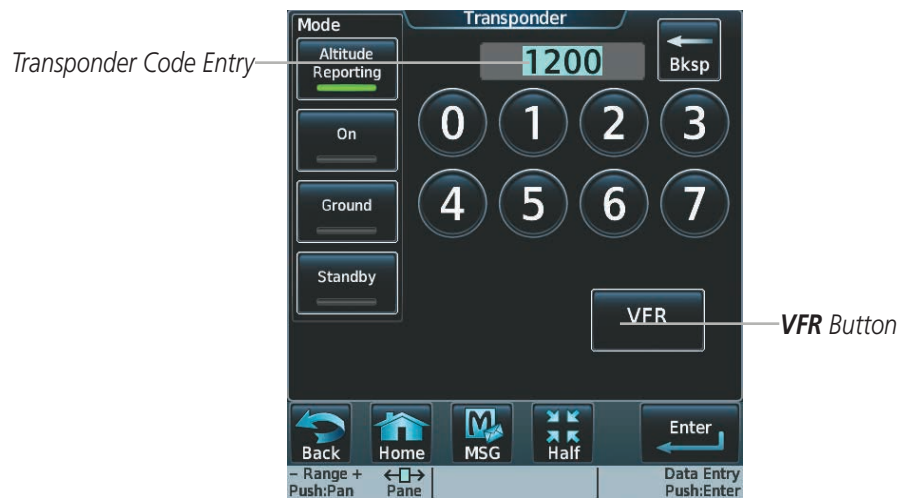 Mode
Transponder
Altitude
Reporting
1200
Bksp
Transponder Code Entry
On
0 1 2 3
Ground
4 5 6 7
Standby
VFR
VFR Button
Back
Home
MSG
Half
Enter
– Range +
Push:Pan
Pane
Data Entry
Push:Enter